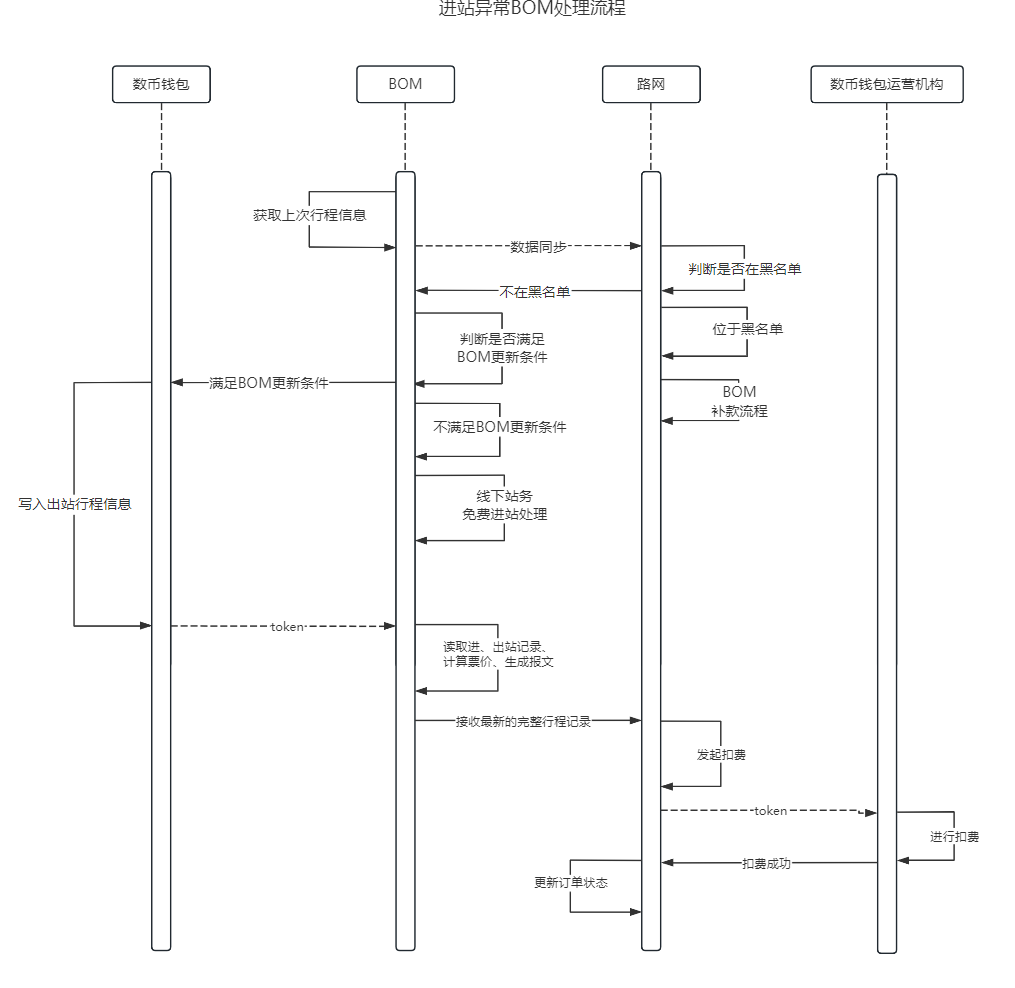 进站异常BOM处理流程
数币钱包
BOM
路网
数币钱包运营机构
获取上次行程信息
数据同步
判断是否在黑名单
不在黑名单
位于黑名单
判断是否满足
BOM更新条件
满足BOM更新条件
BOM
补款流程
不满足BOM更新条件
线下站务
免费进站处理
写入出站行程信息
token
读取进、出站记录、
计算票价、生成报文
接收最新的完整行程记录
发起扣费
token
进行扣费
扣费成功
更新订单状态